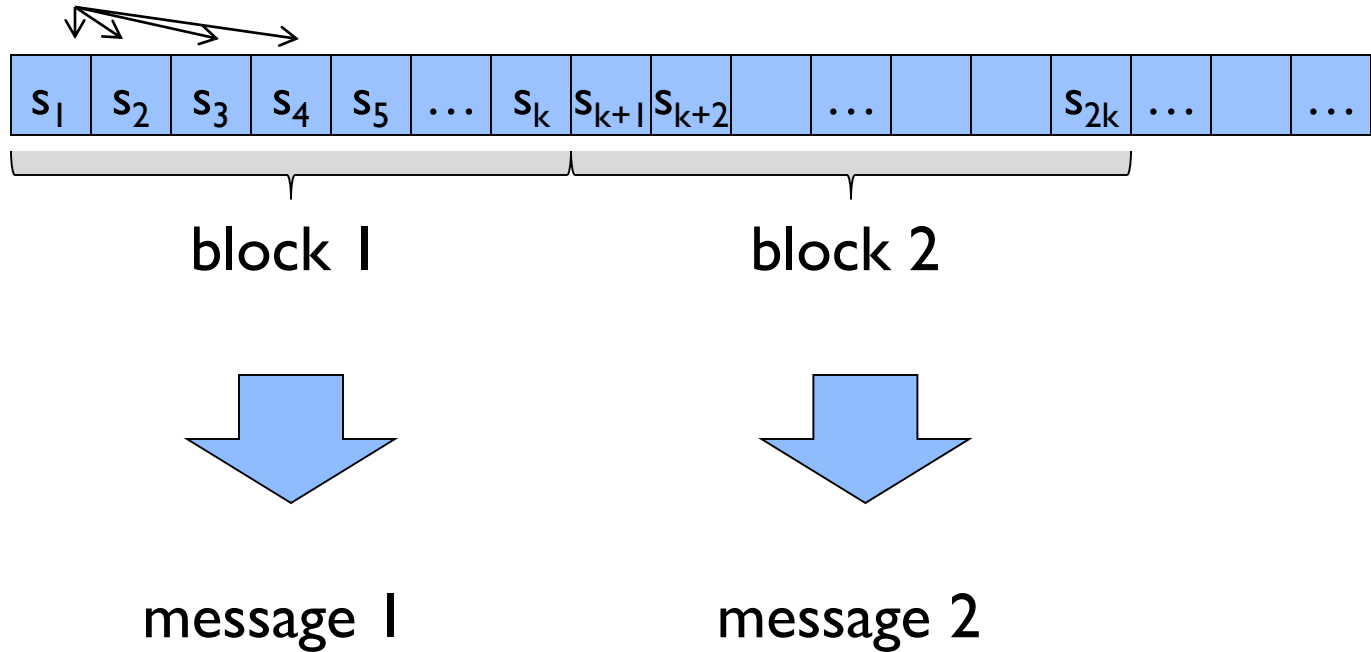 s₁ s₂ s₃ s₄ s₅ … sₖ sₖ₊₁ sₖ₊₂ … s₂ₖ … …
block 1 block 2
message 1 message 2